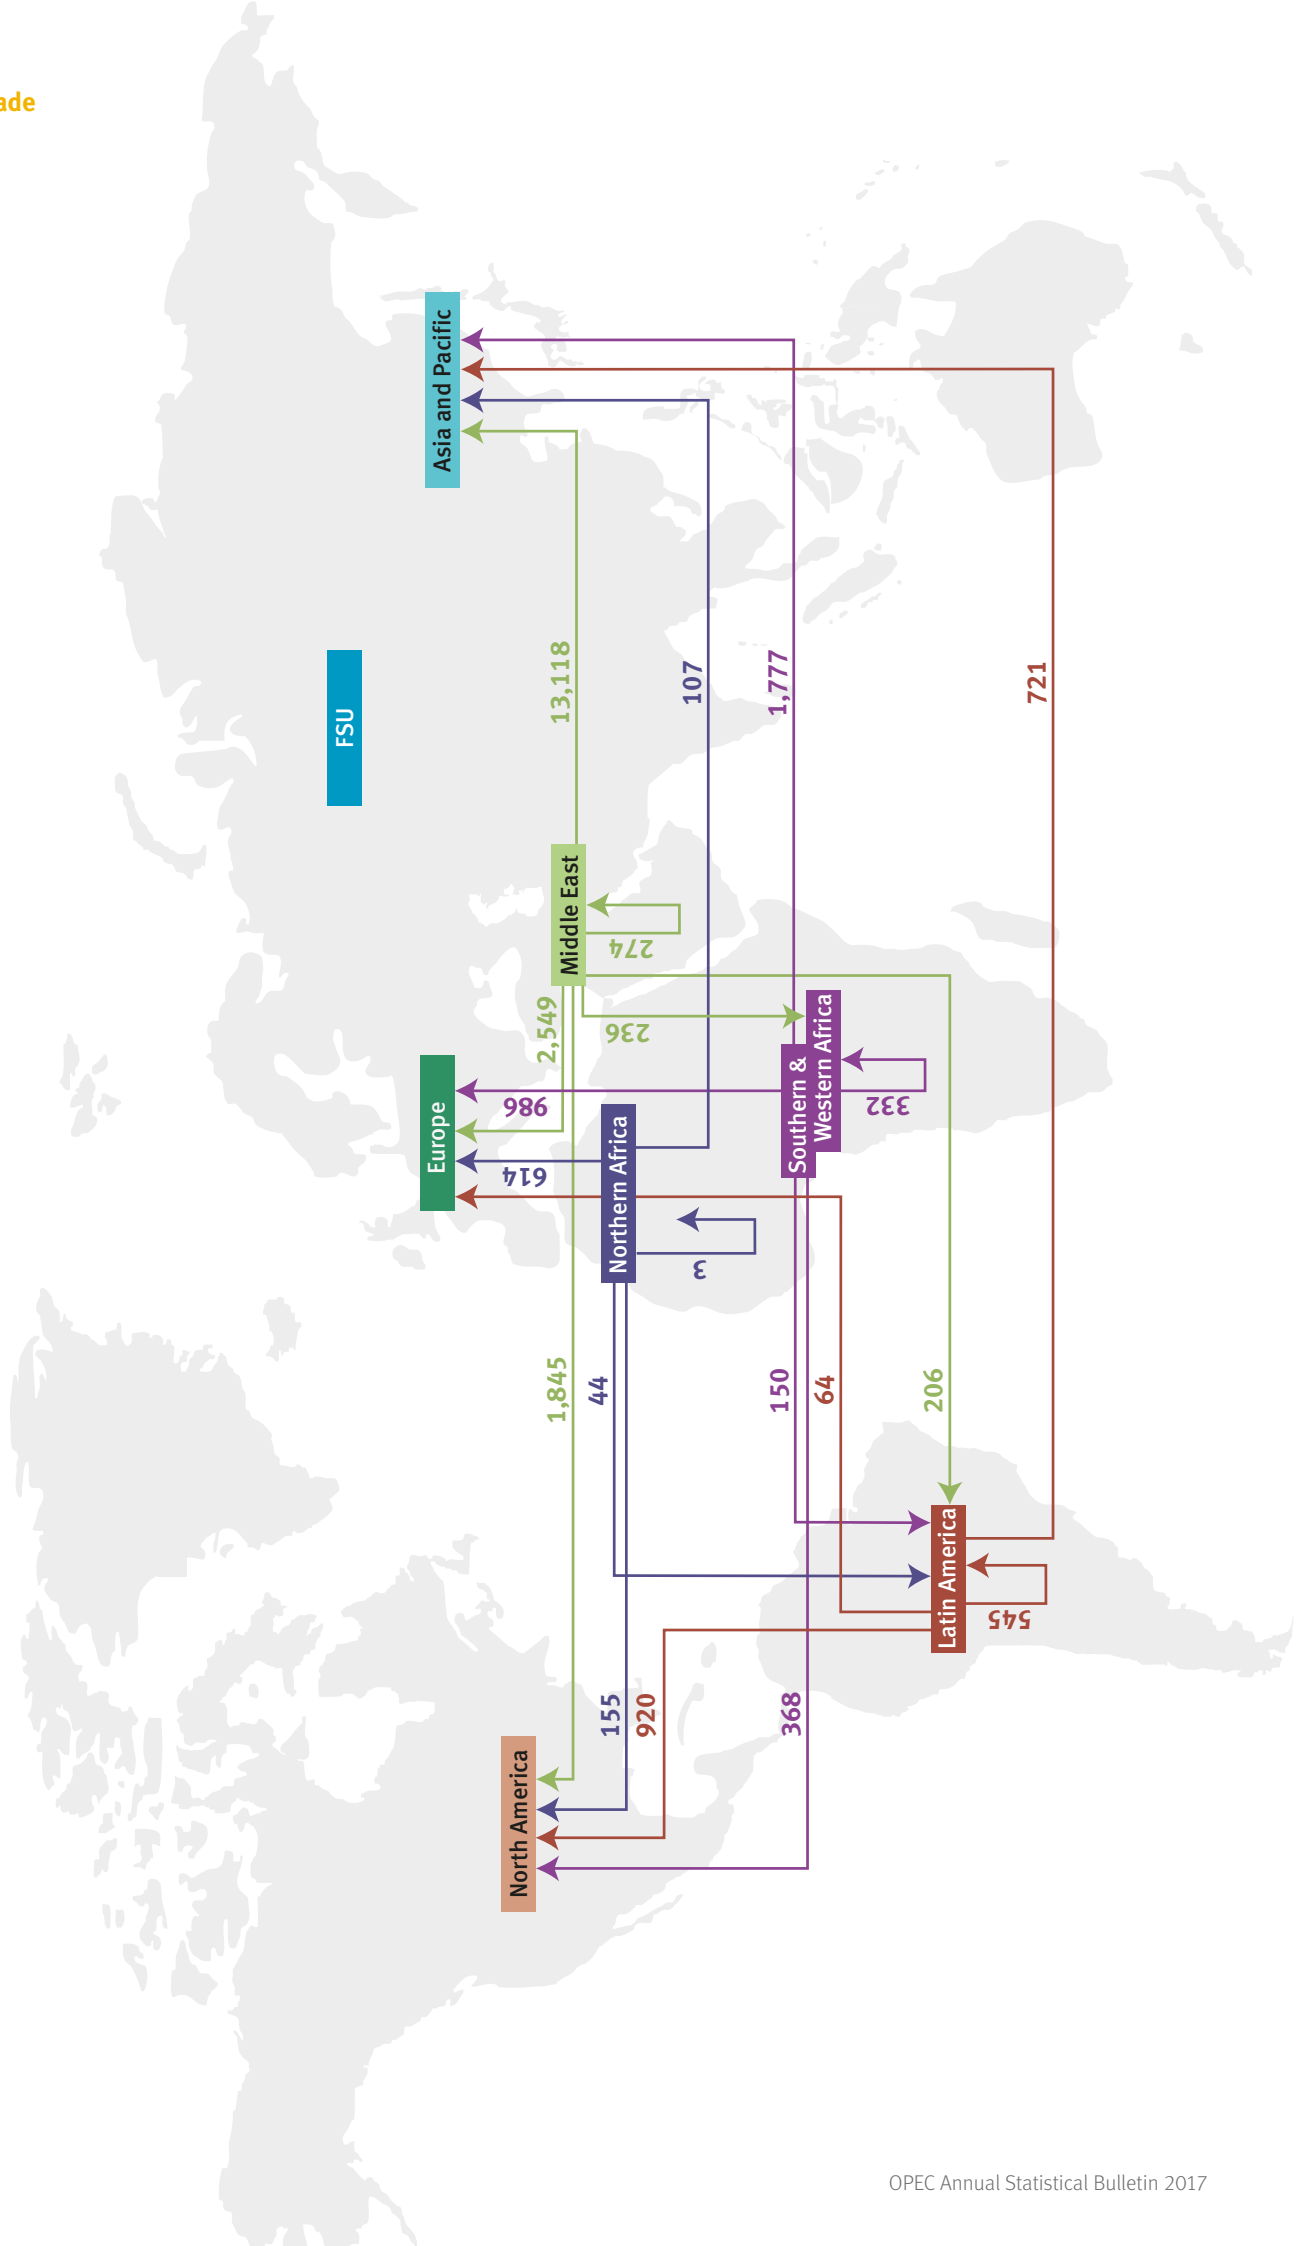 ade
Asia and Pacific
FSU
13,118
107
1,777
721
Middle East
274
2,549
236
Southern &
Western Africa
332
986
Europe
614
Northern Africa
3
1,845
44
150
64
206
Latin America
545
155
920
368
North America
OPEC Annual Statistical Bulletin 2017